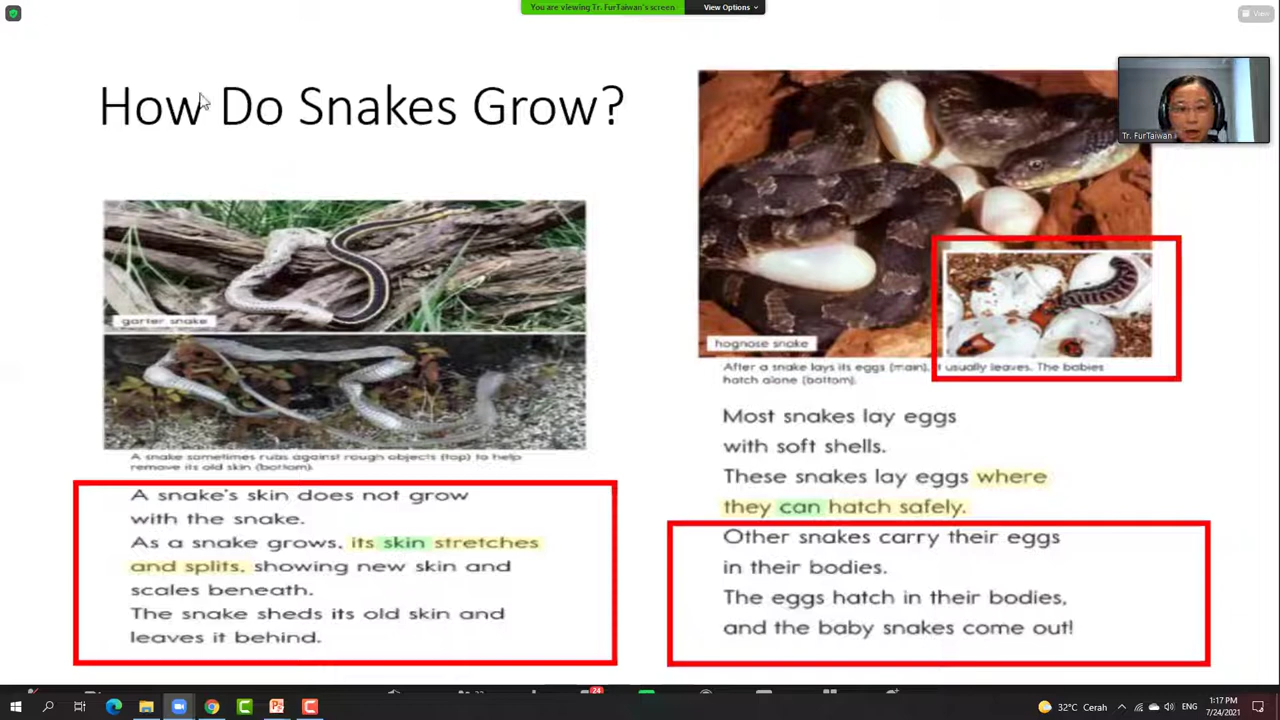 You are viewing Tr. FurTaiwan's screen
View Options
View
How Do Snakes Grow?
Tr. FurTaiwan
garter snake
A snake sometimes rubs against rough objects (top) to help
remove its old skin (bottom).
A snake's skin does not grow
with the snake.
As a snake grows, its skin stretches
and splits, showing new skin and
scales beneath.
The snake sheds its old skin and
leaves it behind.
hognose snake
After a snake lays its eggs (main), it usually leaves. The babies
hatch alone (bottom).
Most snakes lay eggs
with soft shells.
These snakes lay eggs where
they can hatch safely.
Other snakes carry their eggs
in their bodies.
The eggs hatch in their bodies,
and the baby snakes come out!
24
32°C Cerah
1:17 PM
7/24/2021